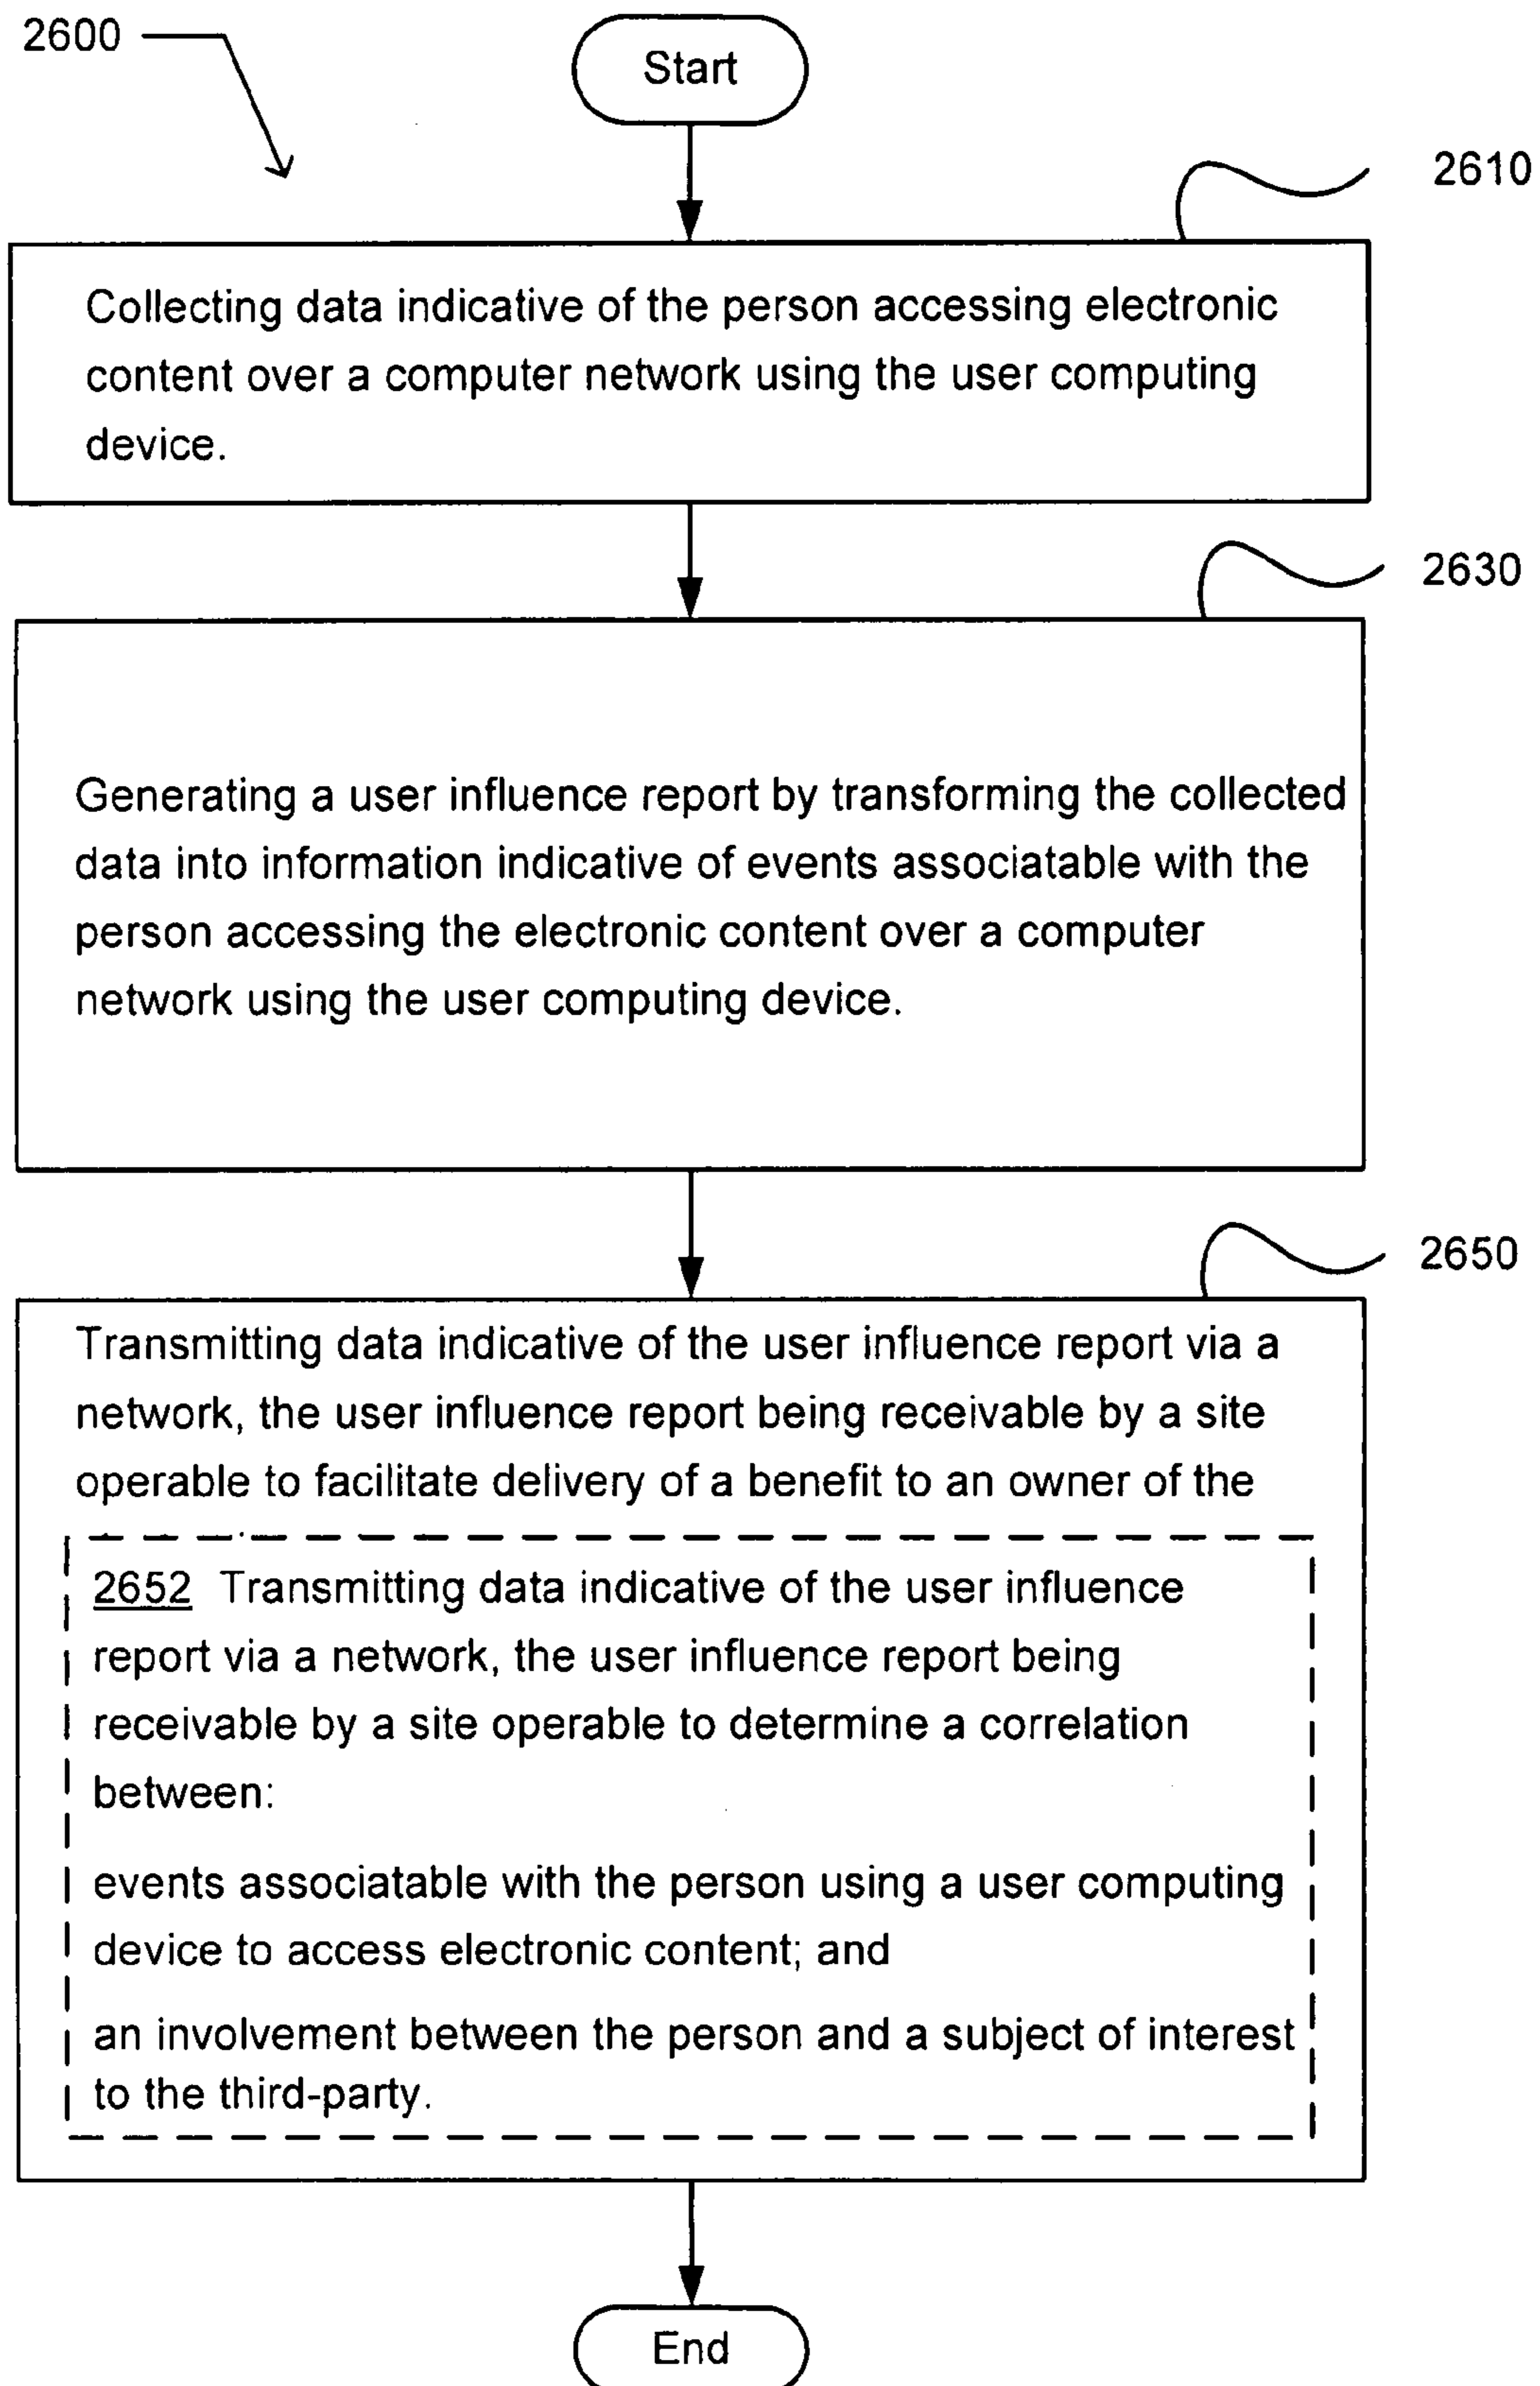 2600
Start
2610
Collecting data indicative of the person accessing electronic
content over a computer network using the user computing
device.
2630
Generating a user influence report by transforming the collected
data into information indicative of events associatable with the
person accessing the electronic content over a computer
network using the user computing device.
2650
Transmitting data indicative of the user influence report via a
network, the user influence report being receivable by a site
operable to facilitate delivery of a benefit to an owner of the
2652 Transmitting data indicative of the user influence
report via a network, the user influence report being
receivable by a site operable to determine a correlation
between:
events associatable with the person using a user computing
device to access electronic content; and
an involvement between the person and a subject of interest
to the third-party.
End